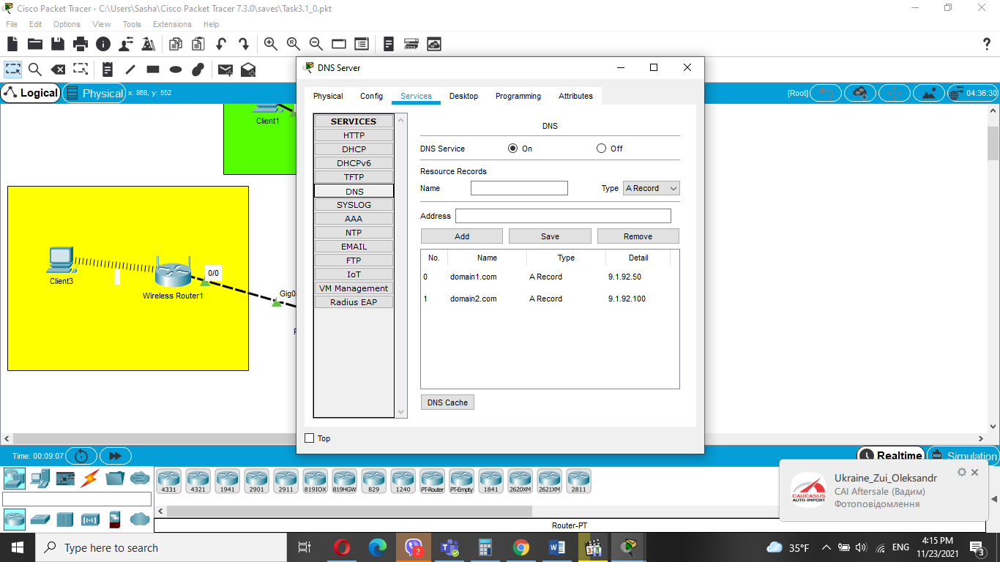 Cisco Packet Tracer - C:\Users\Sasha\Cisco Packet Tracer 7.3.0\saves\Task3.1_0.pkt
File Edit Options View Tools Extensions Help
?
DNS Server
Logical Physical x: 868, y: 552
[Root] 04:36:30
Physical Config Services Desktop Programming Attributes
Client1
SERVICES
HTTP
DHCP
DHCPv6
TFTP
DNS
SYSLOG
AAA
NTP
EMAIL
FTP
IoT
VM Management
Radius EAP
DNS
DNS Service On Off
Resource Records
Name Type A Record
Address
Add Save Remove
No. Name Type Detail
0 domain1.com A Record 9.1.92.50
1 domain2.com A Record 9.1.92.100
DNS Cache
Top
Client3
Wireless Router1
0/0
Gig0
Time: 00:09:07
Realtime Simulation
4331 4321 1941 2901 2911 819IOX 819HGW 829 1240 PT-Router PT-Empty 1841 2620XM 2621XM 2811
Router-PT
Ukraine_Zui_Oleksandr
CAI Aftersale (Вадим)
Фотоповідомлення
CAUCASUS
AUTO IMPORT
Type here to search
2
35°F
ENG
4:15 PM
11/23/2021
3